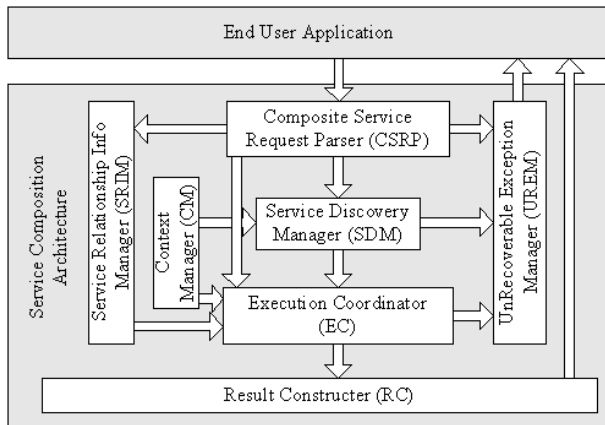 End User Application
Composite Service
Request Parser (CSRP)
Service Composition
Architecture
Service Relationship Info
Manager (SRIM)
Context
Manager (CM)
Service Discovery
Manager (SDM)
UnRecoverable Exception
Manager (UREM)
Execution Coordinator
(EC)
Result Constructer (RC)